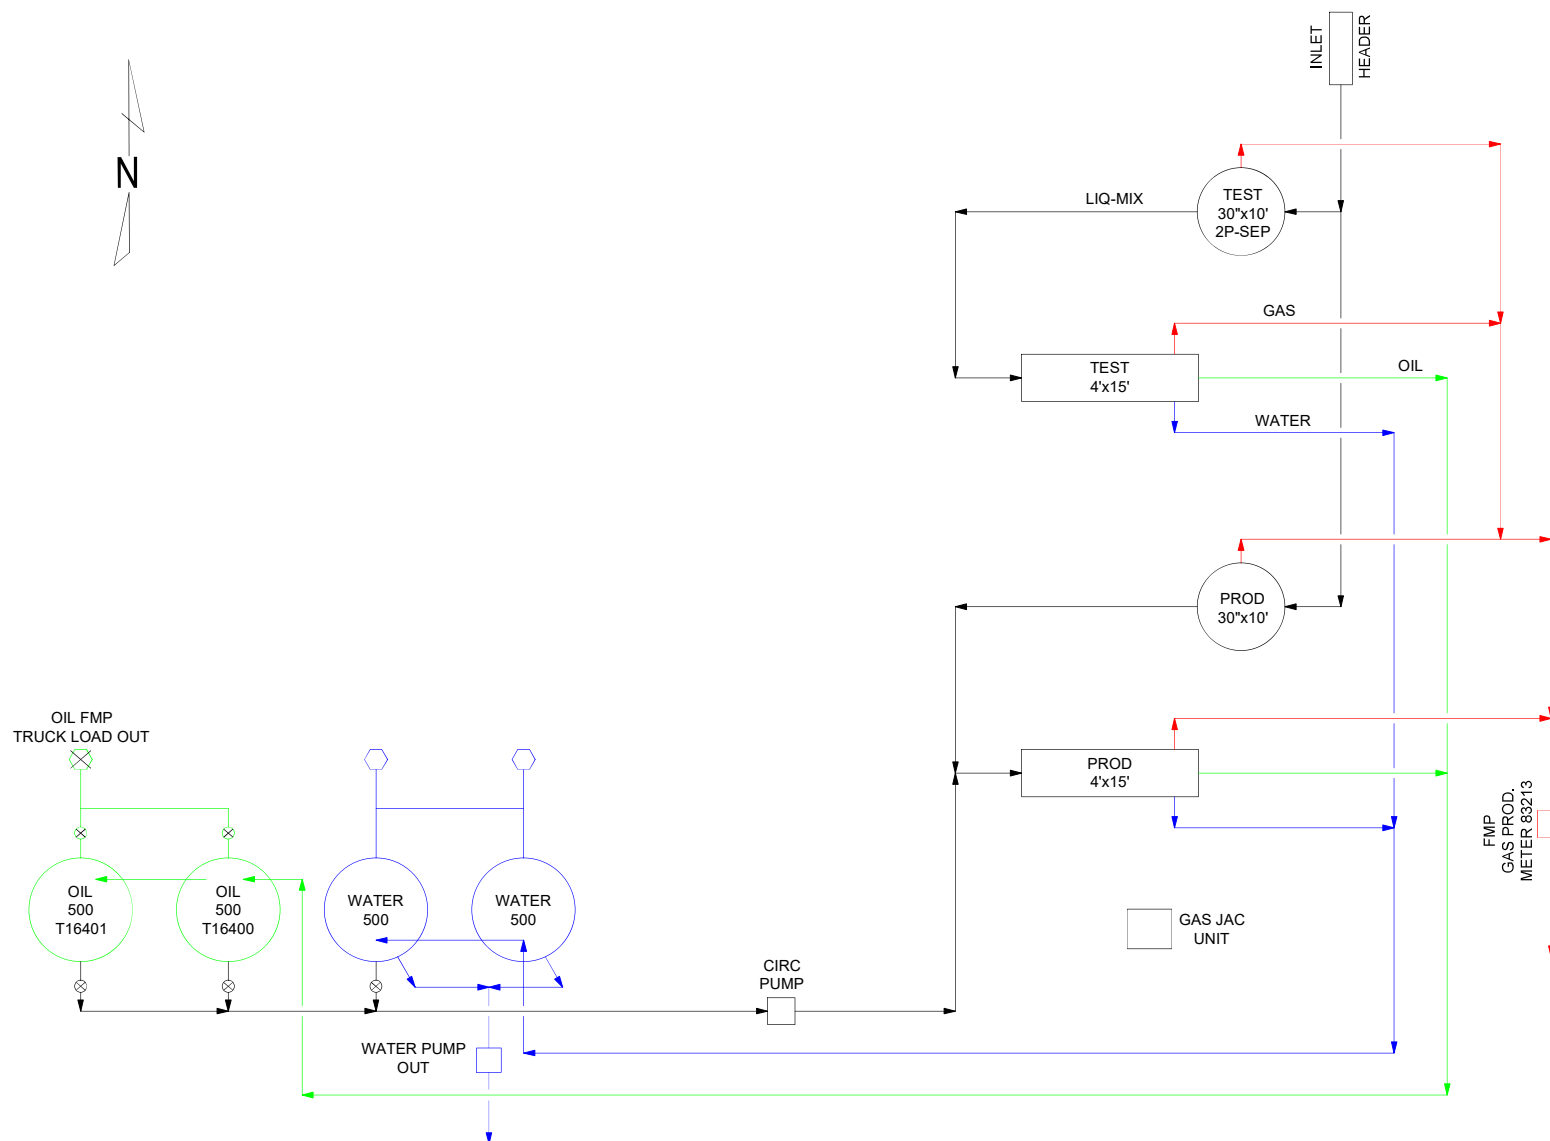 INLET
HEADER
N
TEST
30"x10'
2P-SEP
LIQ-MIX
GAS
TEST
4'x15'
OIL
WATER
PROD
30"x10'
OIL FMP
TRUCK LOAD OUT
PROD
4'x15'
FMP
GAS PROD.
METER 83213
OIL
500
T16401
OIL
500
T16400
WATER
500
WATER
500
GAS JAC
UNIT
CIRC
PUMP
WATER PUMP
OUT